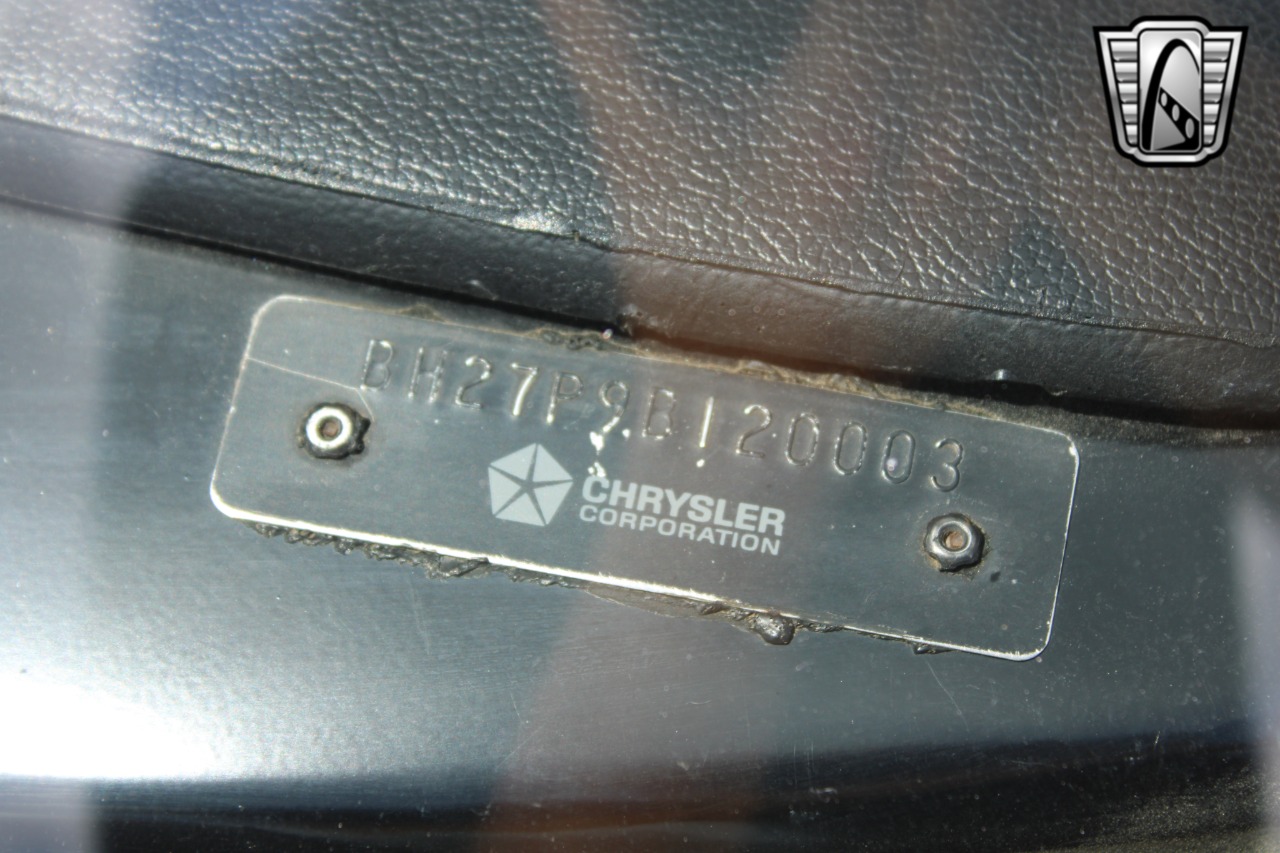 BH27P9B120003
CHRYSLER
CORPORATION